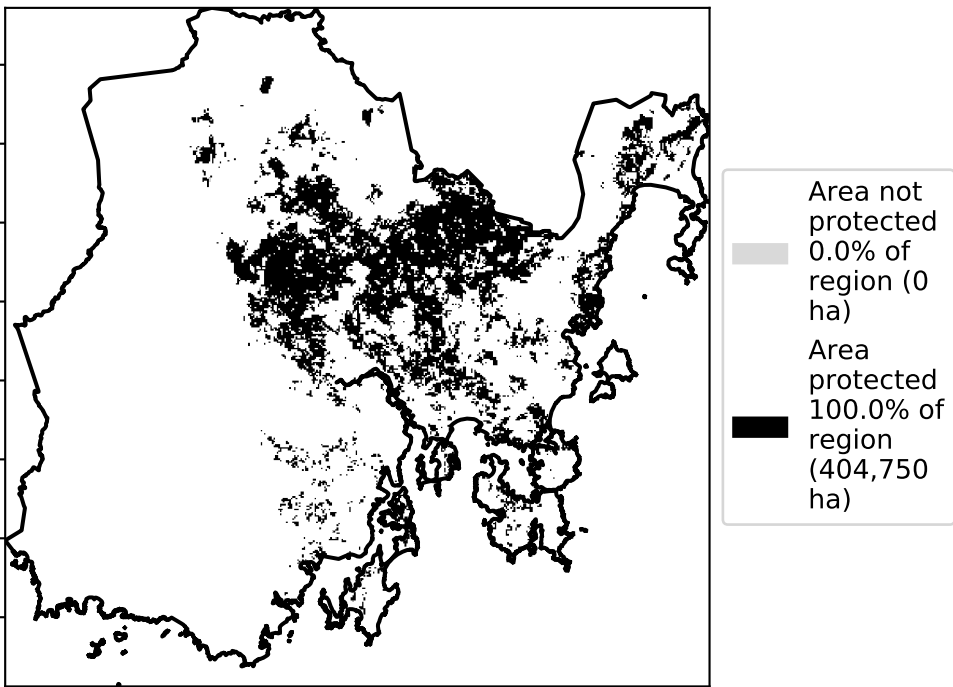 Area not
protected
0.0% of
region (0
ha)
Area
protected
100.0% of
region
(404,750
ha)